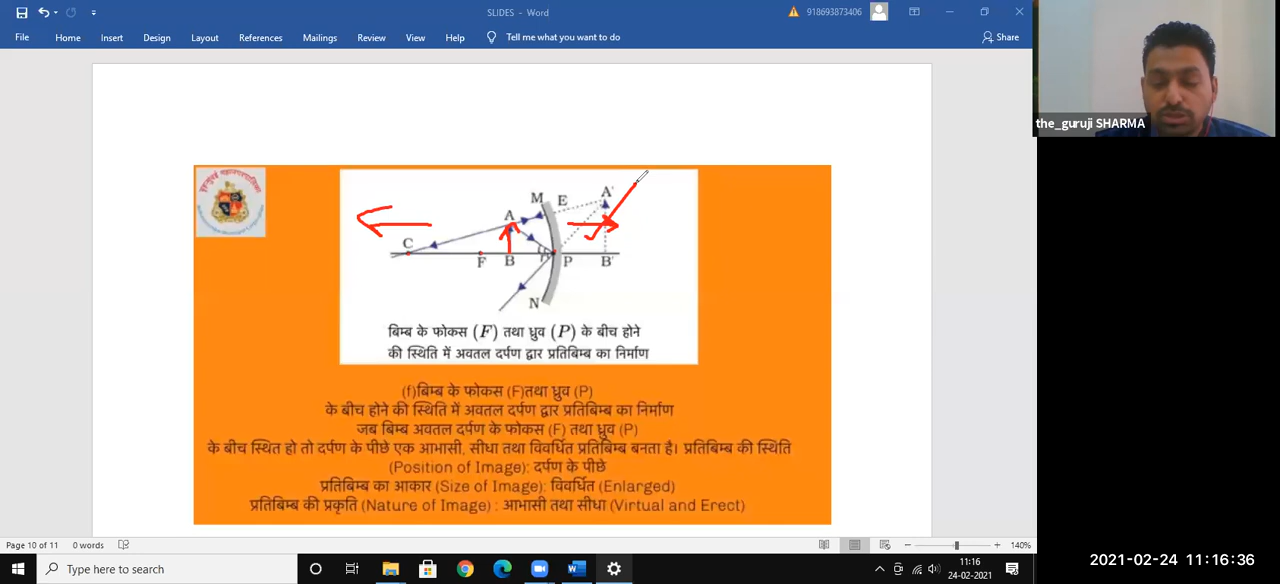 SLIDES - Word
918693873406
File Home Insert Design Layout References Mailings Review View Help Tell me what you want to do Share
the_guruji SHARMA
M E A'
A
C
F B P B'
N
बिम्ब के फोकस (F) तथा ध्रुव (P) के बीच होने
की स्थिति में अवतल दर्पण द्वार प्रतिबिम्ब का निर्माण
(f)बिम्ब के फोकस (F)तथा ध्रुव (P)
के बीच होने की स्थिति में अवतल दर्पण द्वार प्रतिबिम्ब का निर्माण
जब बिम्ब अवतल दर्पण के फोकस (F) तथा ध्रुव (P)
के बीच स्थित हो तो दर्पण के पीछे एक आभासी, सीधा तथा विवर्धित प्रतिबिम्ब बनता है। प्रतिबिम्ब की स्थिति
(Position of Image): दर्पण के पीछे
प्रतिबिम्ब का आकार (Size of Image): विवर्धित (Enlarged)
प्रतिबिम्ब की प्रकृति (Nature of Image) : आभासी तथा सीधा (Virtual and Erect)
Page 10 of 11 0 words 140%
Type here to search
11:16
24-02-2021
2021-02-24 11:16:36